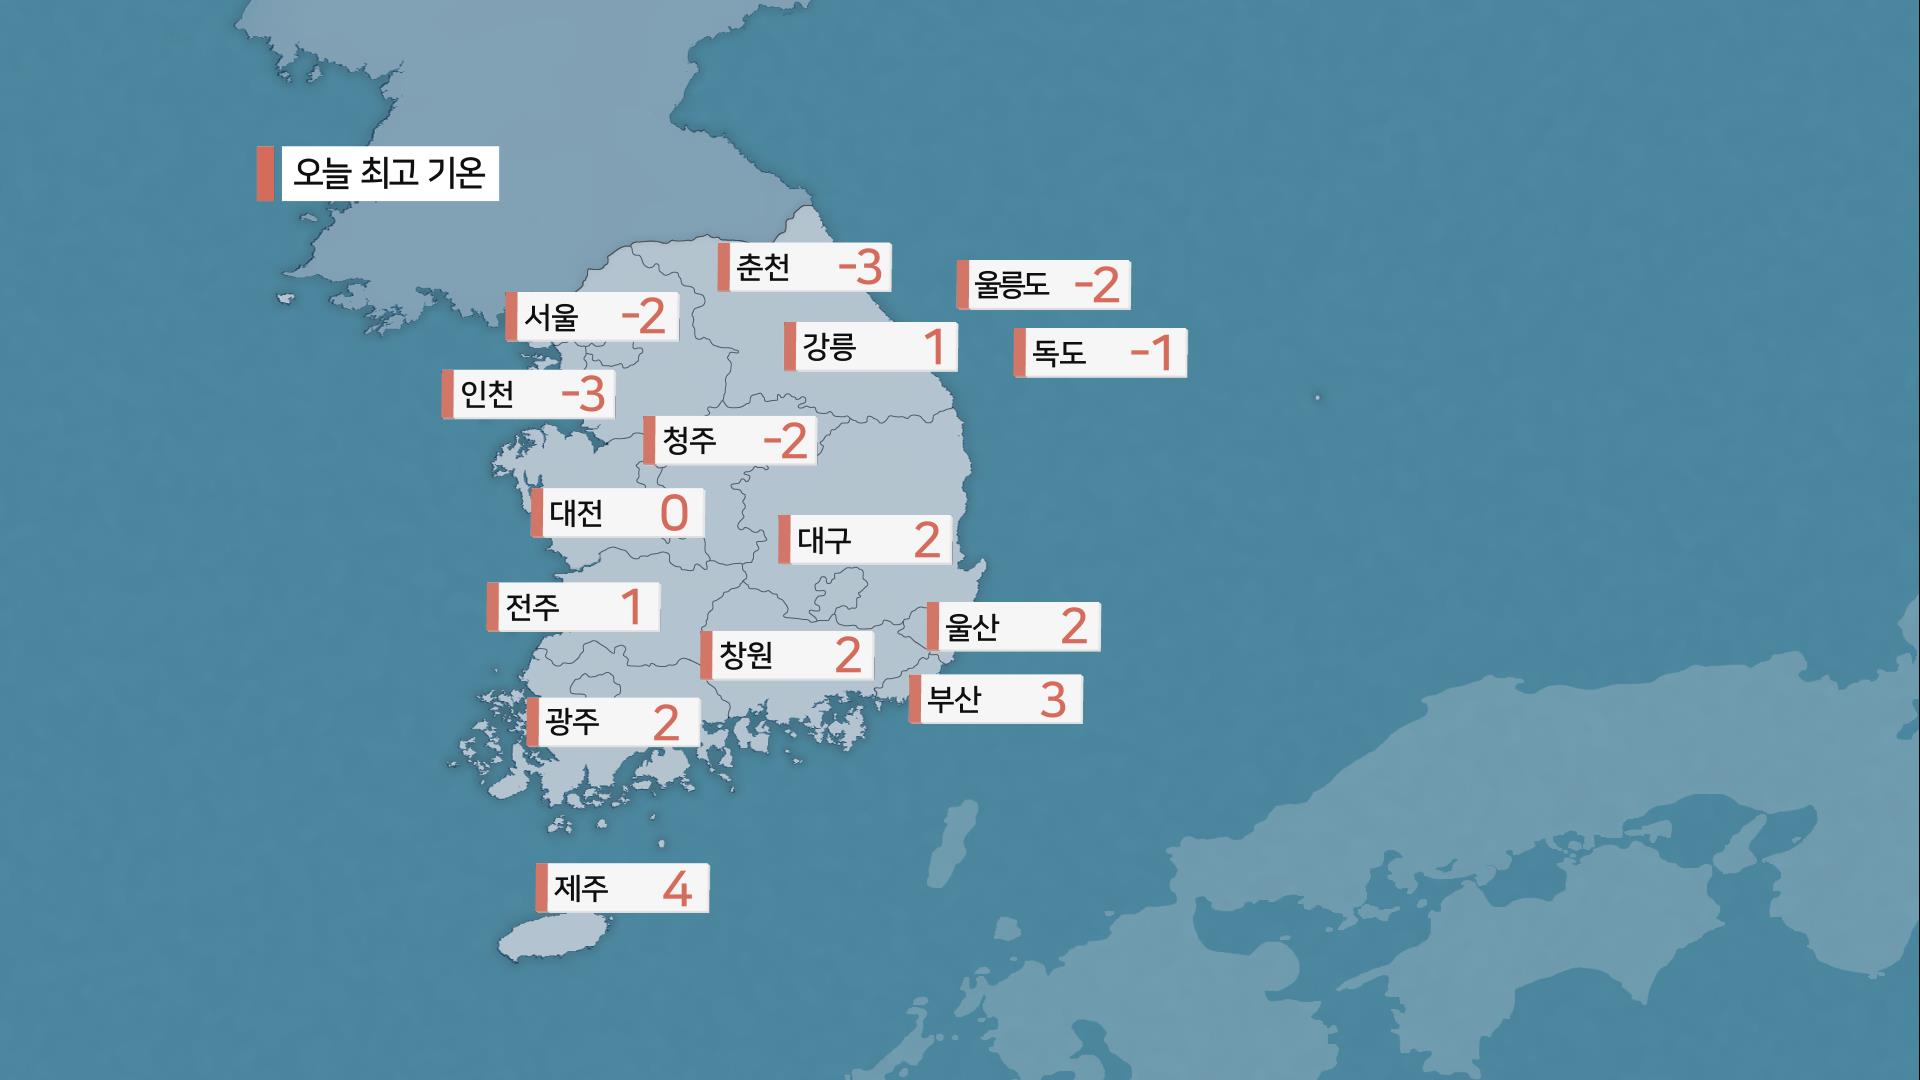 오늘 최고 기온
춘천 -3
울릉도 -2
서울 -2
강릉 1
독도 -1
인천 -3
청주 -2
대전 0
대구 2
전주 1
울산 2
창원 2
부산 3
광주 2
제주 4